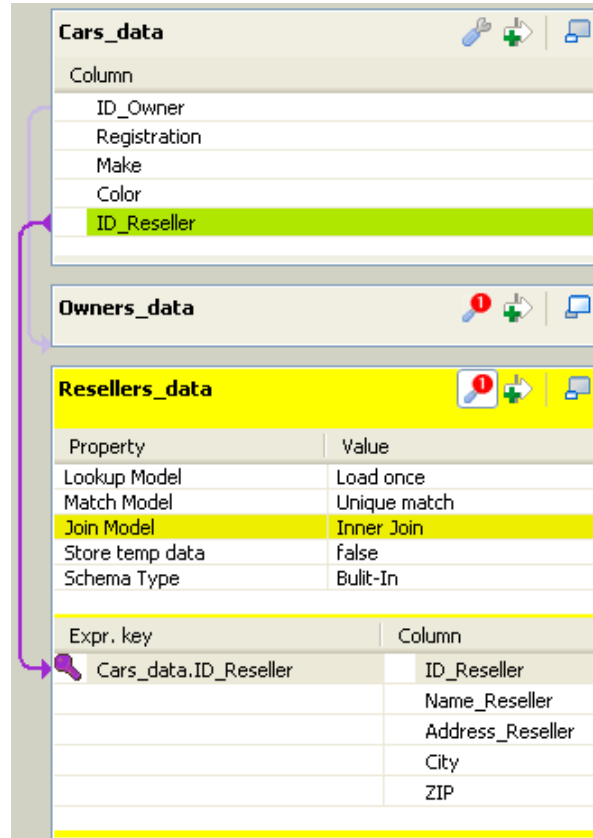 Cars_data
Column
ID_Owner
Registration
Make
Color
ID_Reseller
Owners_data 1
Resellers_data 1
Property Value
Lookup Model Load once
Match Model Unique match
Join Model Inner Join
Store temp data false
Schema Type Bulit-In
Expr. key Column
Cars_data.ID_Reseller ID_Reseller
Name_Reseller
Address_Reseller
City
ZIP